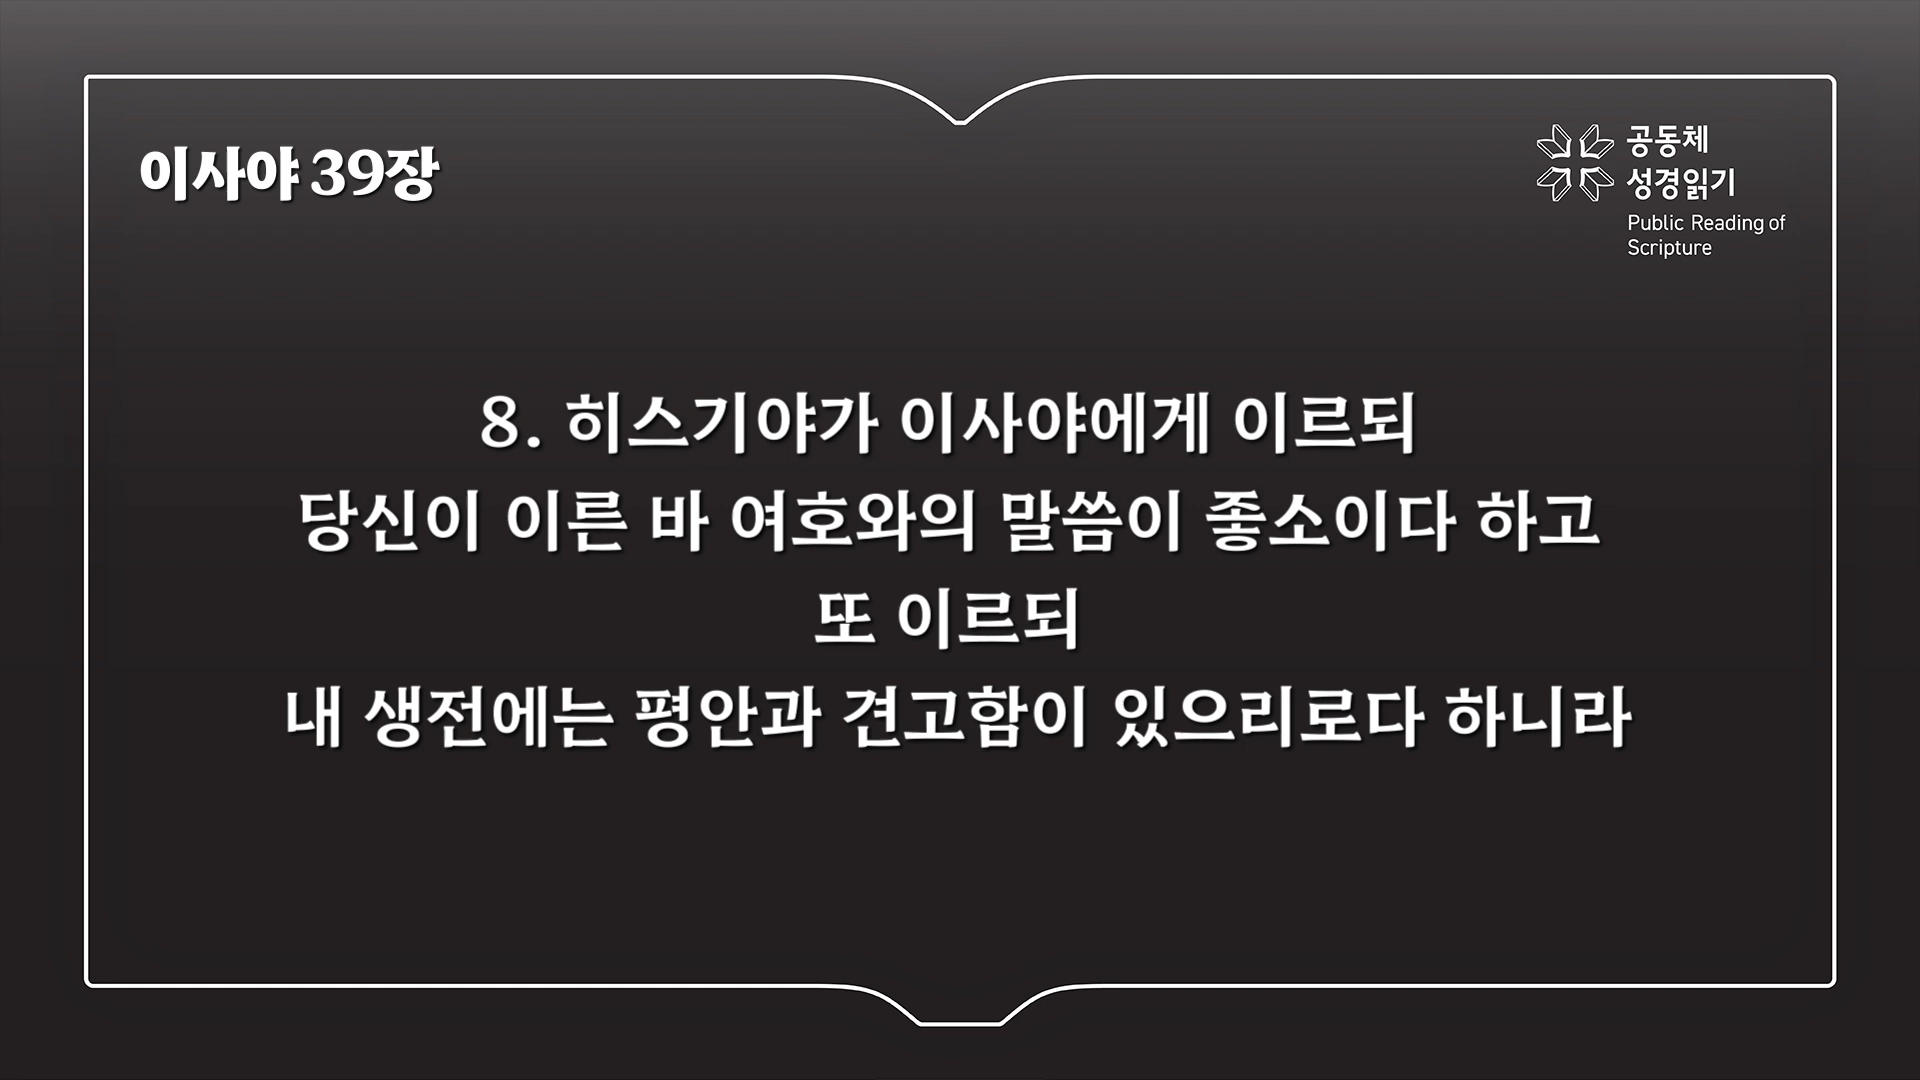 이사야 39장
공동체
성경읽기
Public Reading of
Scripture
8. 히스기야가 이사야에게 이르되
당신이 이른 바 여호와의 말씀이 좋소이다 하고
또 이르되
내 생전에는 평안과 견고함이 있으리로다 하니라